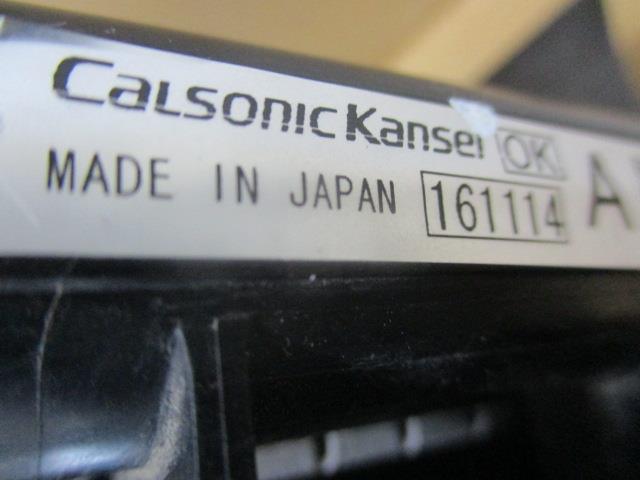 CalsonicKansei OK
MADE IN JAPAN 161114 A